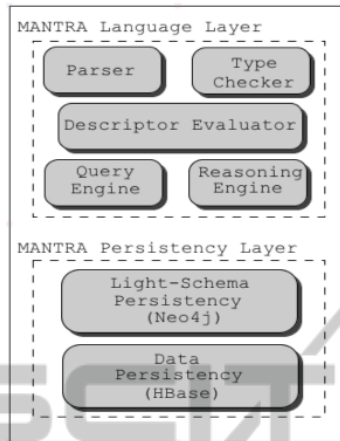 MANTRA Language Layer
Parser
Type
Checker
Descriptor Evaluator
Query
Engine
Reasoning
Engine
MANTRA Persistency Layer
Light-Schema
Persistency
(Neo4j)
Data
Persistency
(HBase)